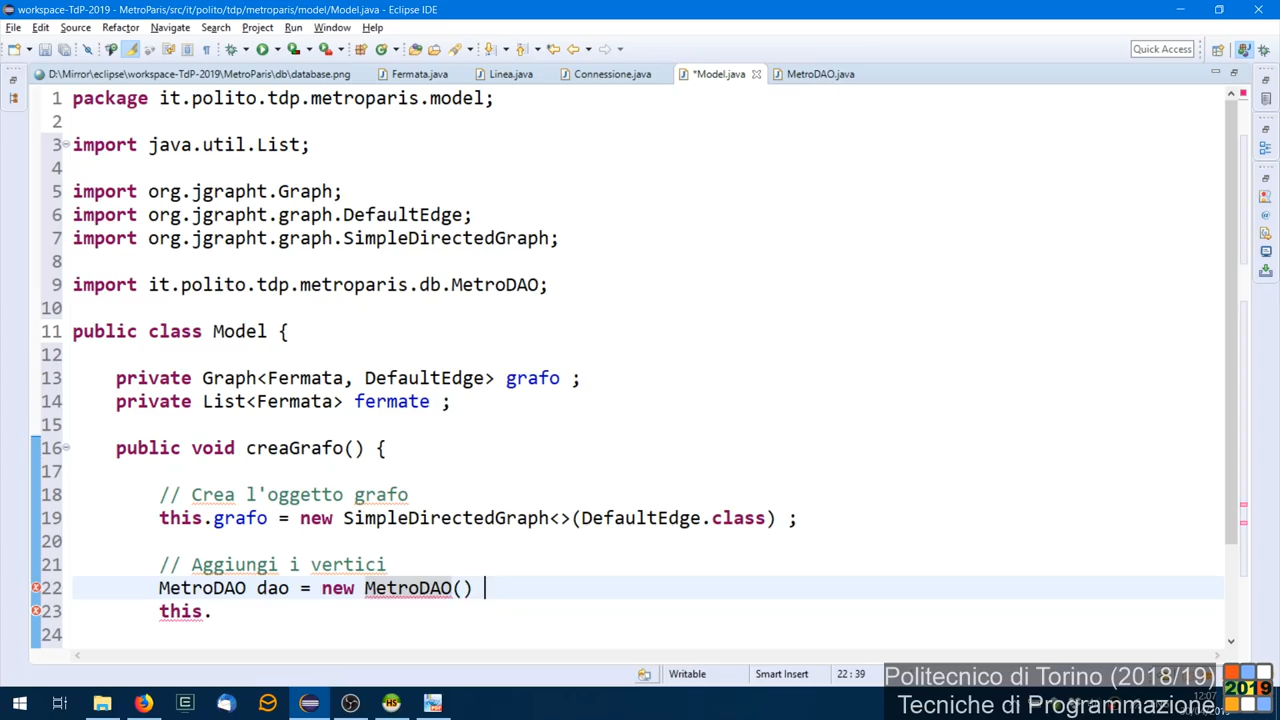 workspace-TdP-2019 - MetroParis/src/it/polito/tdp/metroparis/model/Model.java - Eclipse IDE
File Edit Source Refactor Navigate Search Project Run Window Help
Quick Access
D:\Mirror\eclipse\workspace-TdP-2019\MetroParis\db\database.png Fermata.java Linea.java Connessione.java *Model.java MetroDAO.java
1 package it.polito.tdp.metroparis.model;
2
3 import java.util.List;
4
5 import org.jgrapht.Graph;
6 import org.jgrapht.graph.DefaultEdge;
7 import org.jgrapht.graph.SimpleDirectedGraph;
8
9 import it.polito.tdp.metroparis.db.MetroDAO;
10
11 public class Model {
12
13 private Graph<Fermata, DefaultEdge> grafo ;
14 private List<Fermata> fermate ;
15
16 public void creaGrafo() {
17
18 // Crea l'oggetto grafo
19 this.grafo = new SimpleDirectedGraph<>(DefaultEdge.class) ;
20
21 // Aggiungi i vertici
22 MetroDAO dao = new MetroDAO()
23 this.
24
Writable Smart Insert 22:39
Politecnico di Torino (2018/19)
Tecniche di Programmazione
2019
12:07